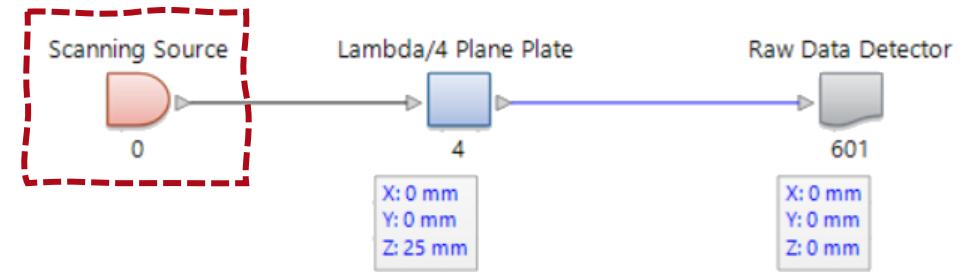 Scanning Source
Lambda/4 Plane Plate
Raw Data Detector
0
4
601
X: 0 mm
Y: 0 mm
Z: 25 mm
X: 0 mm
Y: 0 mm
Z: 0 mm